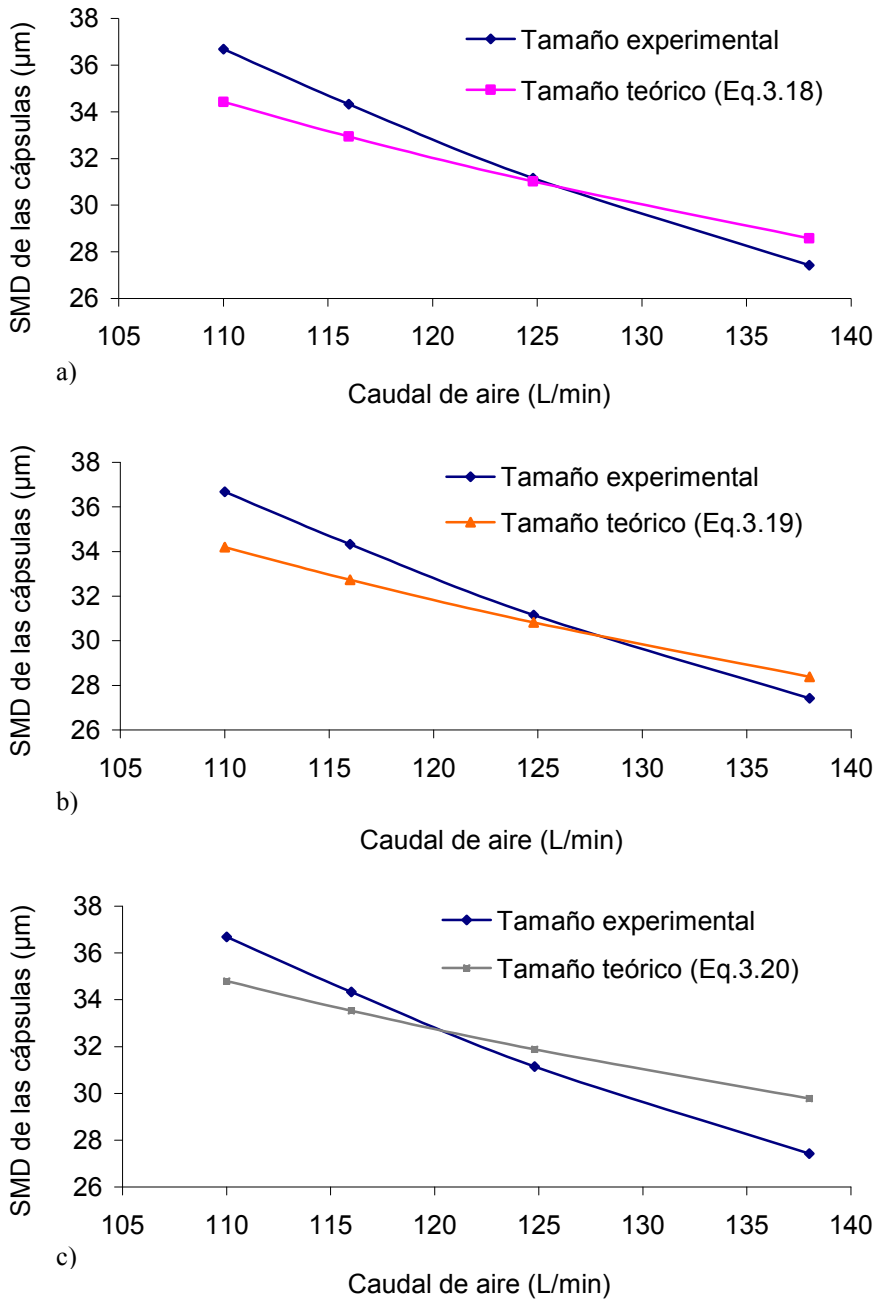 SMD de las cápsulas (µm)
38
36
34
32
30
28
26
Tamaño experimental
Tamaño teórico (Eq.3.18)
105 110 115 120 125 130 135 140
a)
Caudal de aire (L/min)
SMD de las cápsulas (µm)
38
36
34
32
30
28
26
Tamaño experimental
Tamaño teórico (Eq.3.19)
105 110 115 120 125 130 135 140
b)
Caudal de aire (L/min)
SMD de las cápsulas (µm)
38
36
34
32
30
28
26
Tamaño experimental
Tamaño teórico (Eq.3.20)
105 110 115 120 125 130 135 140
c)
Caudal de aire (L/min)